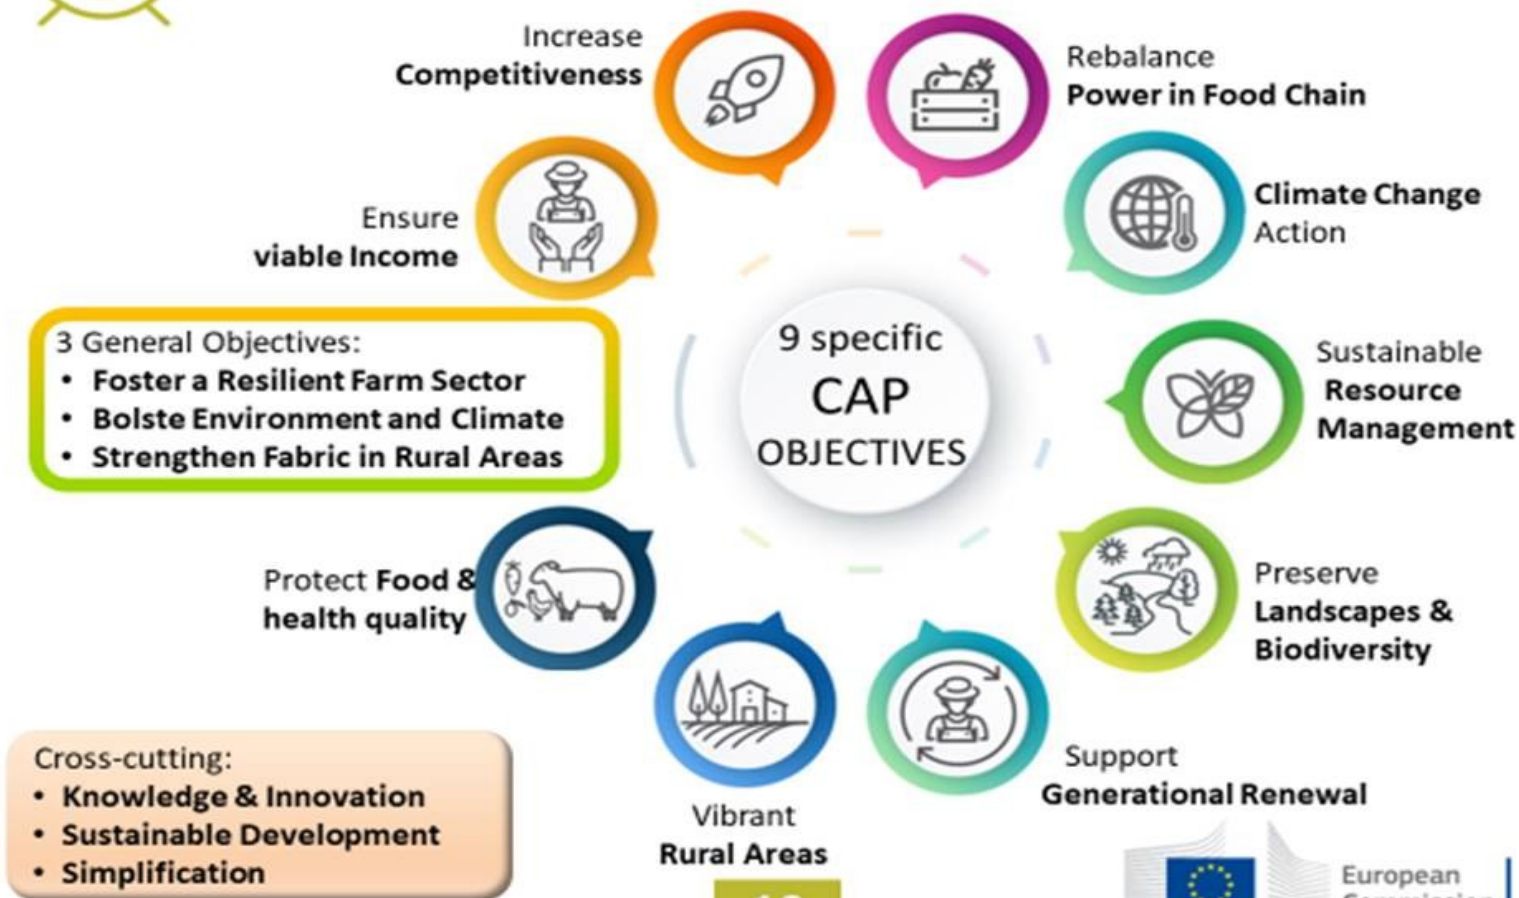 Increase
Competitiveness
Rebalance
Power in Food Chain
Ensure
viable Income
Climate Change
Action
3 General Objectives:
• Foster a Resilient Farm Sector
• Bolste Environment and Climate
• Strengthen Fabric in Rural Areas
9 specific
CAP
OBJECTIVES
Sustainable
Resource
Management
Protect Food &
health quality
Preserve
Landscapes &
Biodiversity
Cross-cutting:
• Knowledge & Innovation
• Sustainable Development
• Simplification
Vibrant
Rural Areas
Support
Generational Renewal
European